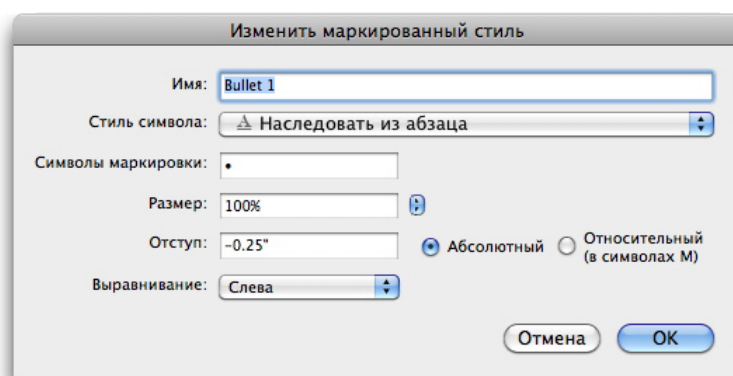 Изменить маркированный стиль
Имя: Bullet 1
Стиль символа: A Наследовать из абзаца
Символы маркировки: •
Размер: 100%
Отступ: -0.25" Абсолютный Относительный
(в символах М)
Выравнивание: Слева
Отмена OK